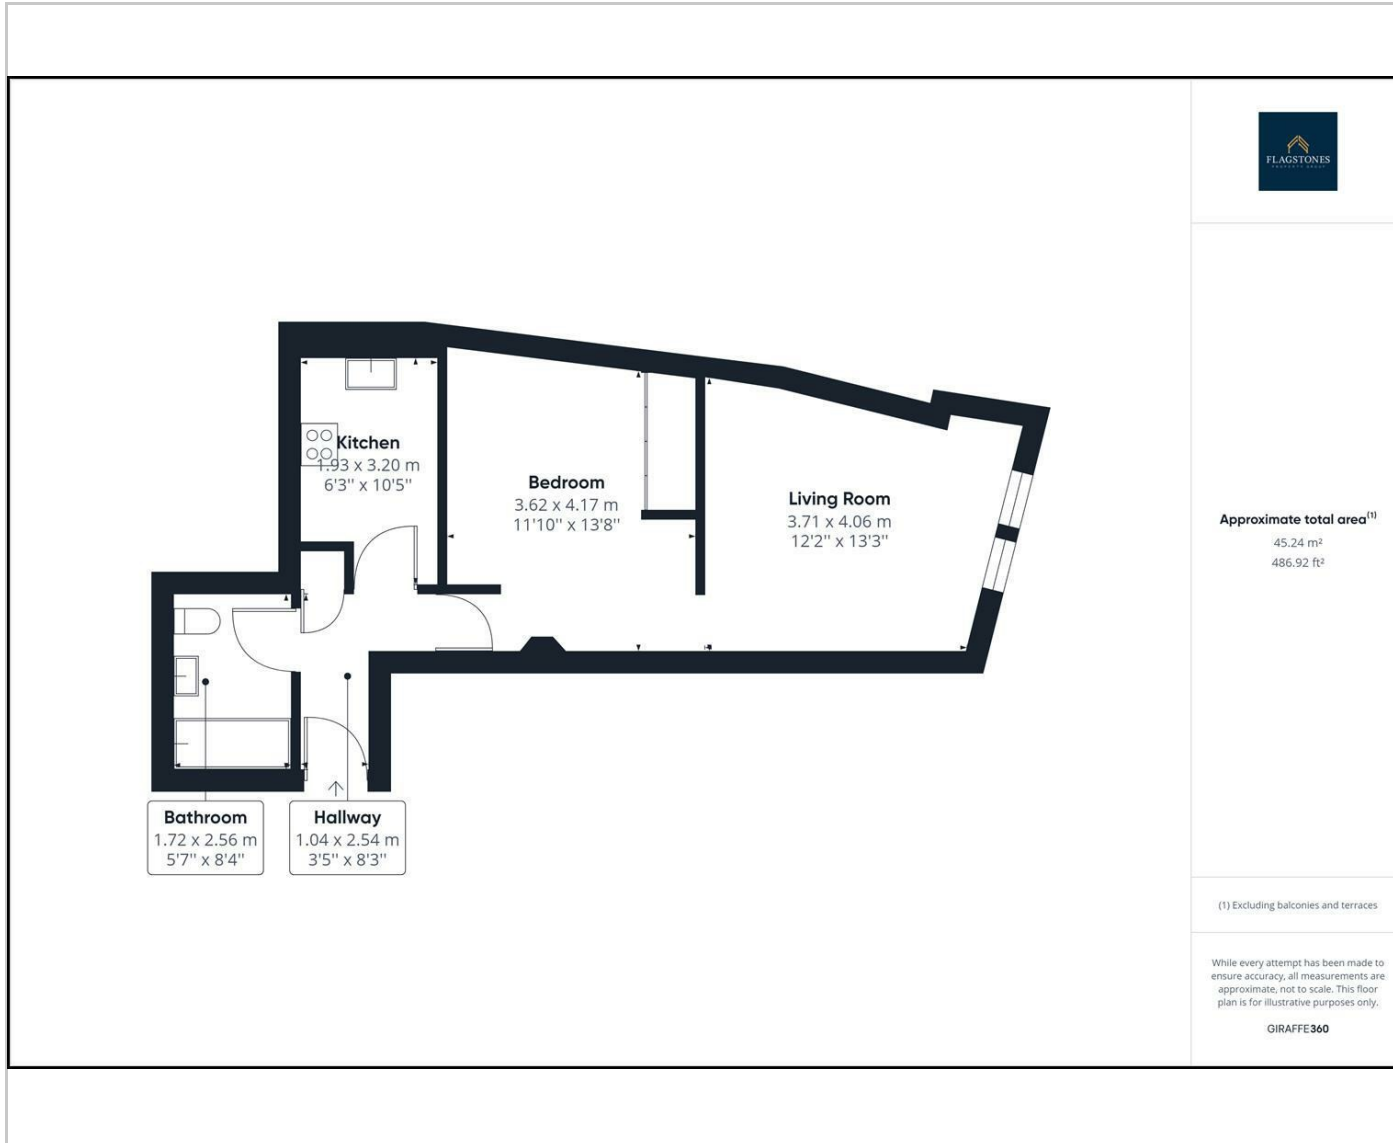 FLAGSTONES
PROPERTY GROUP
Kitchen
1.93 x 3.20 m
6'3" x 10'5"
Bedroom
3.62 x 4.17 m
11'10" x 13'8"
Living Room
3.71 x 4.06 m
12'2" x 13'3"
Bathroom
1.72 x 2.56 m
5'7" x 8'4"
Hallway
1.04 x 2.54 m
3'5" x 8'3"
Approximate total area(1)
45.24 m²
486.92 ft²
(1) Excluding balconies and terraces
While every attempt has been made to
ensure accuracy, all measurements are
approximate, not to scale. This floor
plan is for illustrative purposes only.
GIRAFFE360